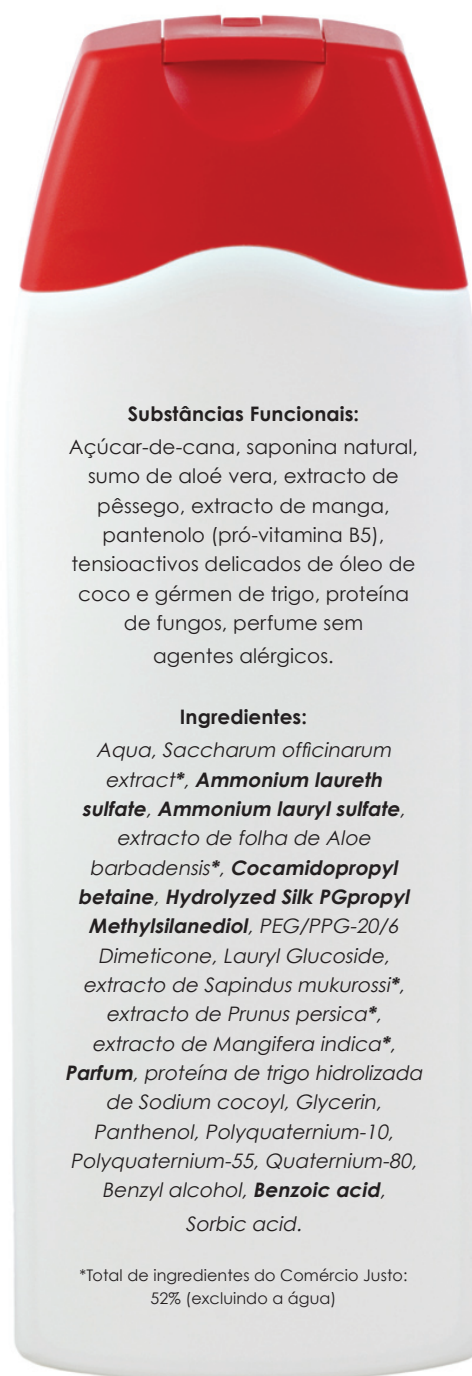 Substâncias Funcionais:
Açúcar-de-cana, saponina natural,
sumo de aloé vera, extracto de
pêssego, extracto de manga,
pantenolo (pró-vitamina B5),
tensioactivos delicados de óleo de
coco e gérmen de trigo, proteína
de fungos, perfume sem
agentes alérgicos.
Ingredientes:
Aqua, Saccharum officinarum
extract*, Ammonium laureth
sulfate, Ammonium lauryl sulfate,
extracto de folha de Aloe
barbadensis*, Cocamidopropyl
betaine, Hydrolyzed Silk PGpropyl
Methylsilanediol, PEG/PPG-20/6
Dimeticone, Lauryl Glucoside,
extracto de Sapindus mukurossi*,
extracto de Prunus persica*,
extracto de Mangifera indica*,
Parfum, proteína de trigo hidrolizada
de Sodium cocoyl, Glycerin,
Panthenol, Polyquaternium-10,
Polyquaternium-55, Quaternium-80,
Benzyl alcohol, Benzoic acid,
Sorbic acid.
*Total de ingredientes do Comércio Justo:
52% (excluindo a água)